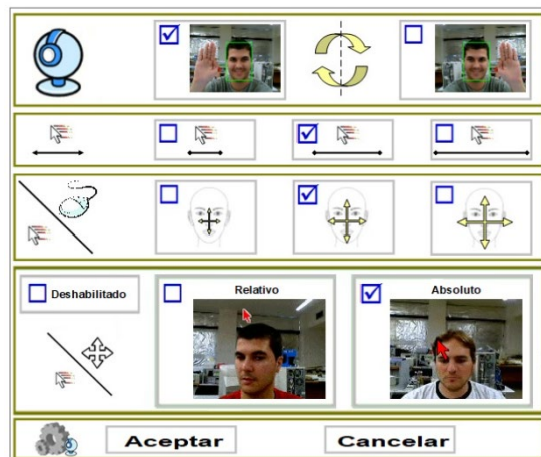 Deshabilitado
Relativo
Absoluto
Aceptar
Cancelar